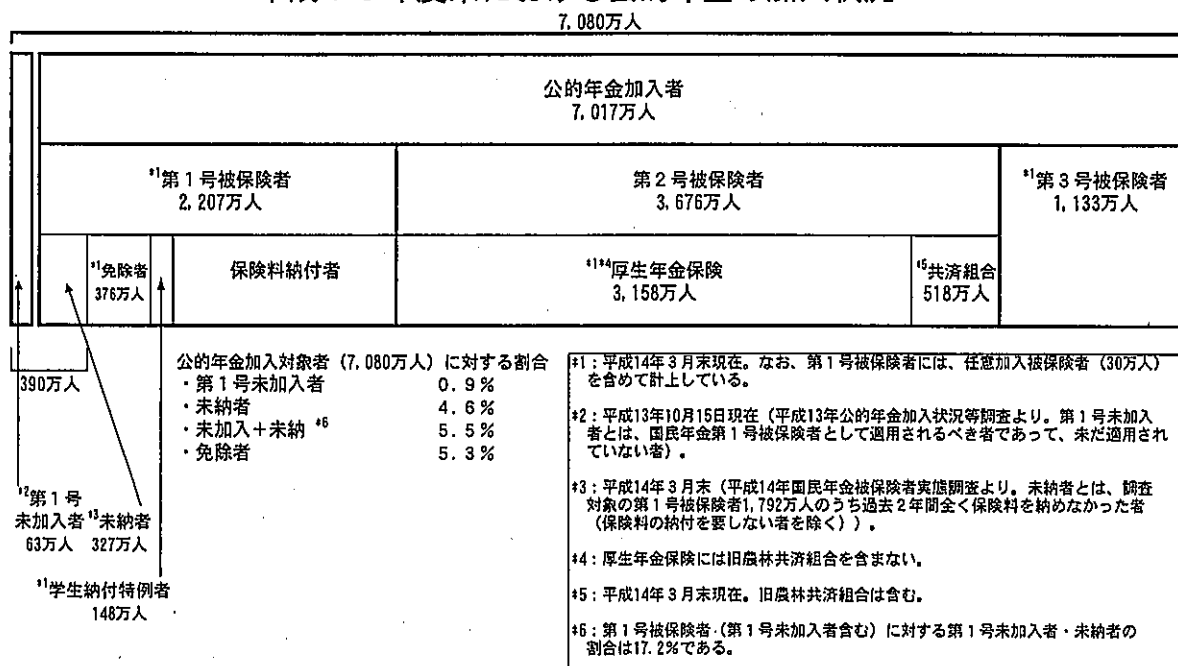 7,080万人
公的年金加入者
7,017万人
*1第1号被保険者
2,207万人
第2号被保険者
3,676万人
*1第3号被保険者
1,133万人
*1免除者
376万人
保険料納付者
*1*4厚生年金保険
3,158万人
*5共済組合
518万人
390万人
公的年金加入対象者(7,080万人)に対する割合
・第1号未加入者 0.9%
・未納者 4.6%
・未加入+未納 *6 5.5%
・免除者 5.3%
*2第1号
未加入者
63万人
*3未納者
327万人
*1学生納付特例者
148万人
*1:平成14年3月末現在。なお、第1号被保険者には、任意加入被保険者(30万人)
を含めて計上している。
*2:平成13年10月15日現在(平成13年公的年金加入状況等調査より。第1号未加入
者とは、国民年金第1号被保険者として適用されるべき者であって、未だ適用され
ていない者)。
*3:平成14年3月末(平成14年国民年金被保険者実態調査より。未納者とは、調査
対象の第1号被保険者1,792万人のうち過去2年間全く保険料を納めなかった者
(保険料の納付を要しない者を除く))。
*4:厚生年金保険には旧農林共済組合を含まない。
*5:平成14年3月末現在。旧農林共済組合は含む。
*6:第1号被保険者(第1号未加入者含む)に対する第1号未加入者・未納者の
割合は17.2%である。